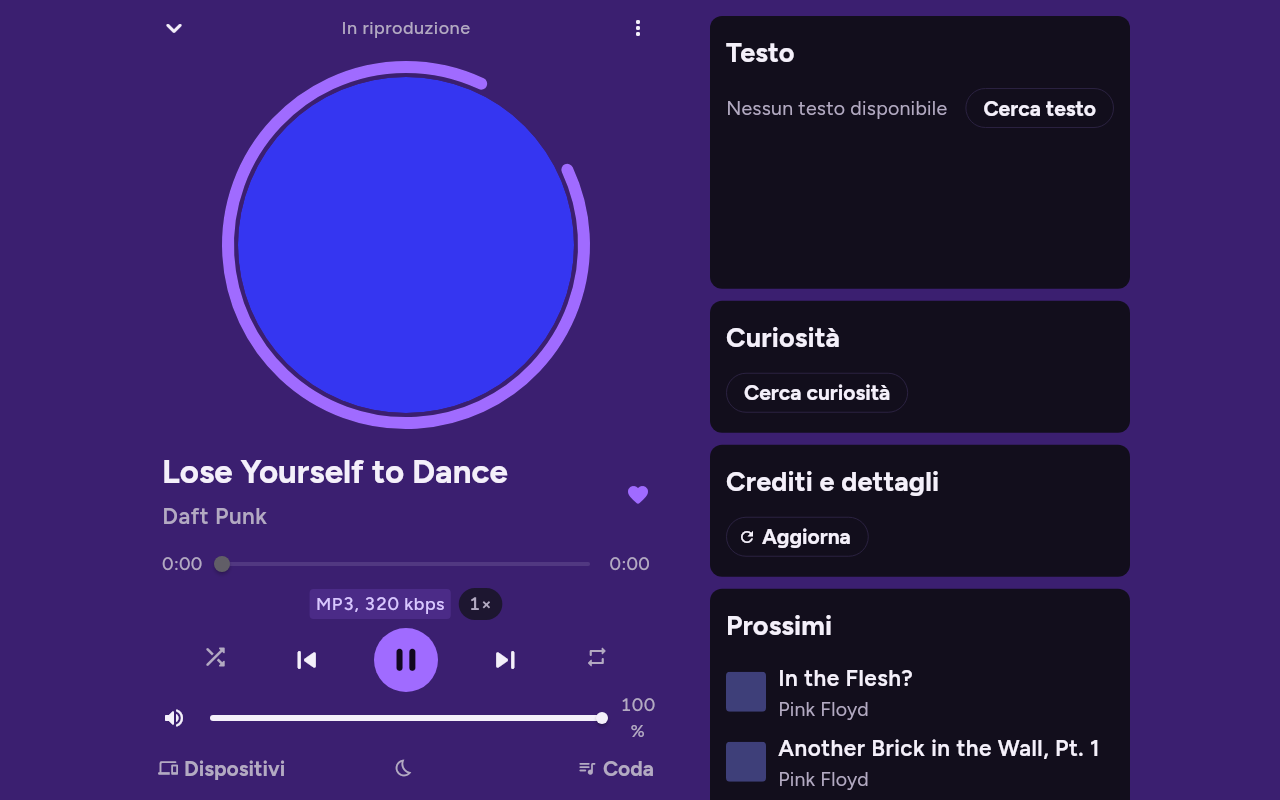 In riproduzione
Lose Yourself to Dance
Daft Punk
0:00
0:00
MP3, 320 kbps
1×
100
%
Dispositivi
Coda
Testo
Nessun testo disponibile
Cerca testo
Curiosità
Cerca curiosità
Crediti e dettagli
Aggiorna
Prossimi
In the Flesh?
Pink Floyd
Another Brick in the Wall, Pt. 1
Pink Floyd